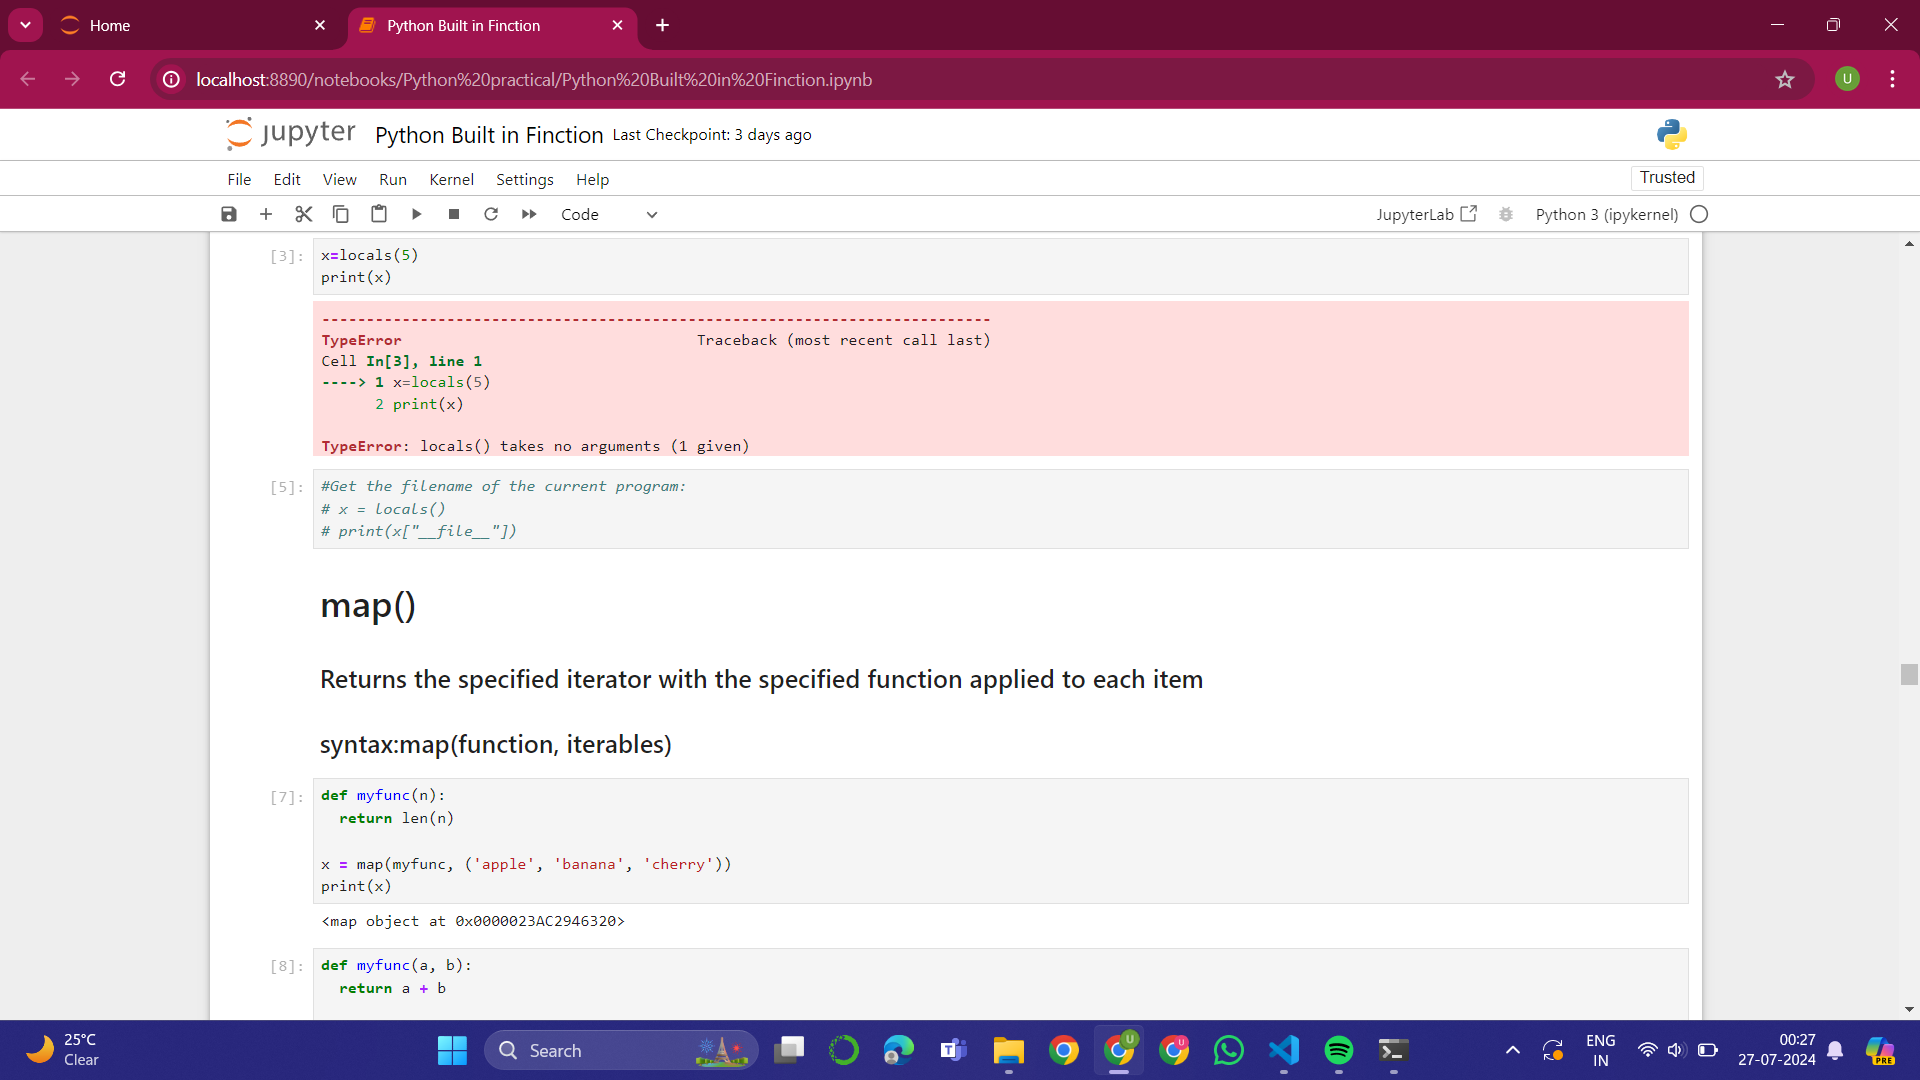 Home
Python Built in Finction
localhost:8890/notebooks/Python%20practical/Python%20Built%20in%20Finction.ipynb
U
jupyter Python Built in Finction Last Checkpoint: 3 days ago
File Edit View Run Kernel Settings Help
Trusted
Code
JupyterLab
Python 3 (ipykernel)
[3]: x=locals(5)
print(x)
---------------------------------------------------------------------------
TypeError Traceback (most recent call last)
Cell In[3], line 1
----> 1 x=locals(5)
2 print(x)
TypeError: locals() takes no arguments (1 given)
[5]: #Get the filename of the current program:
# x = locals()
# print(x["__file__"])
map()
Returns the specified iterator with the specified function applied to each item
syntax:map(function, iterables)
[7]: def myfunc(n):
return len(n)
x = map(myfunc, ('apple', 'banana', 'cherry'))
print(x)
<map object at 0x0000023AC2946320>
[8]: def myfunc(a, b):
return a + b
25°C
Clear
Search
U
U
ENG
IN
00:27
27-07-2024
PRE